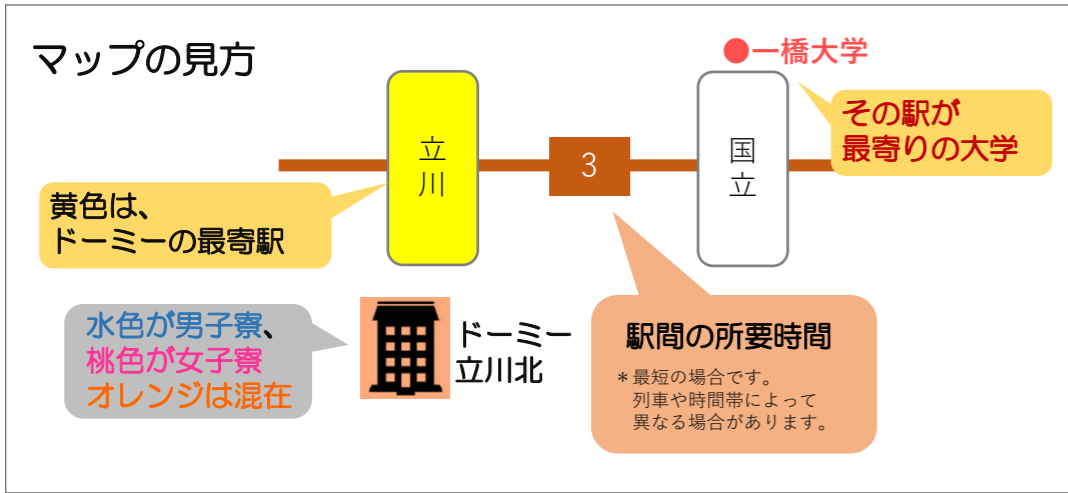 マップの見方
●一橋大学
その駅が
最寄りの大学
立川
3
国立
黄色は、
ドーミーの最寄駅
水色が男子寮、
桃色が女子寮
オレンジは混在
ドーミー
立川北
駅間の所要時間
＊最短の場合です。
列車や時間帯によって
異なる場合があります。